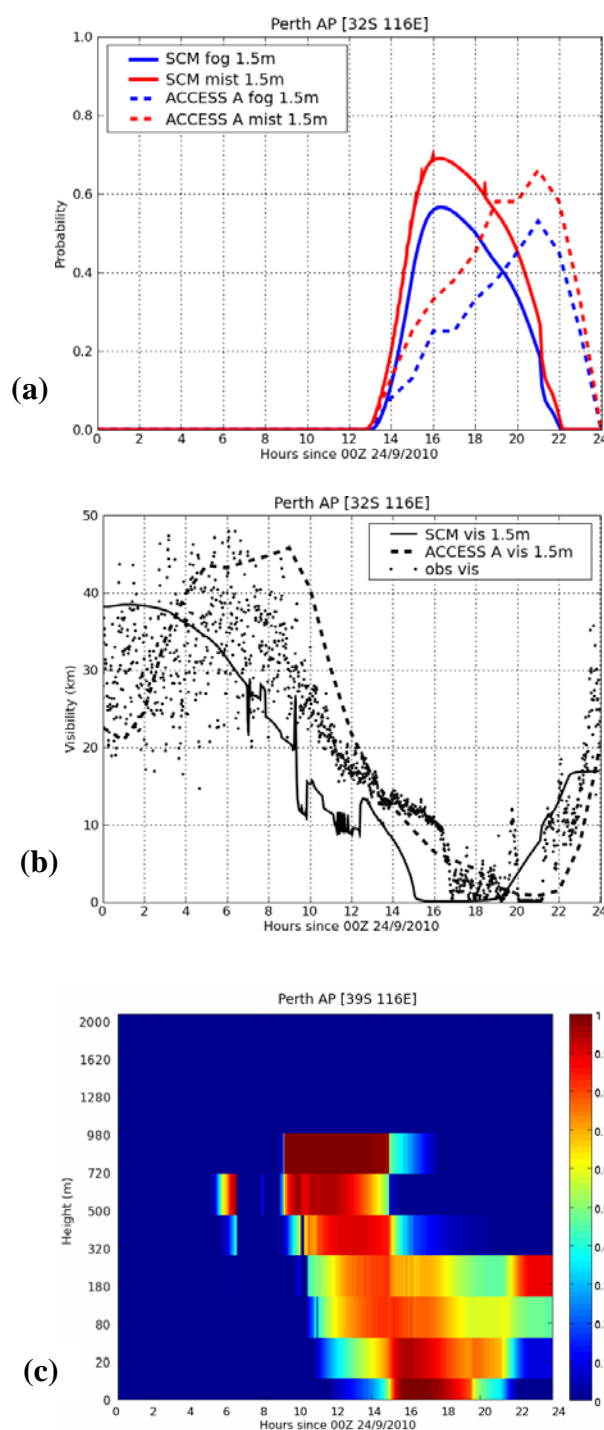 Perth AP [32S 116E]
1.0
0.8
0.6
0.4
0.2
0.0
Probability
SCM fog 1.5m
SCM mist 1.5m
ACCESS A fog 1.5m
ACCESS A mist 1.5m
(a)
0 2 4 6 8 10 12 14 16 18 20 22 24
Hours since 00Z 24/9/2010
Perth AP [32S 116E]
50
40
30
20
10
0
Visibility (km)
SCM vis 1.5m
ACCESS A vis 1.5m
obs vis
(b)
0 2 4 6 8 10 12 14 16 18 20 22 24
Hours since 00Z 24/9/2010
Perth AP [39S 116E]
2000
1620
1280
980
720
500
320
180
80
20
0
Height (m)
(c)
0 2 4 6 8 10 12 14 16 18 20 22 24
Hours since 00Z 24/9/2010